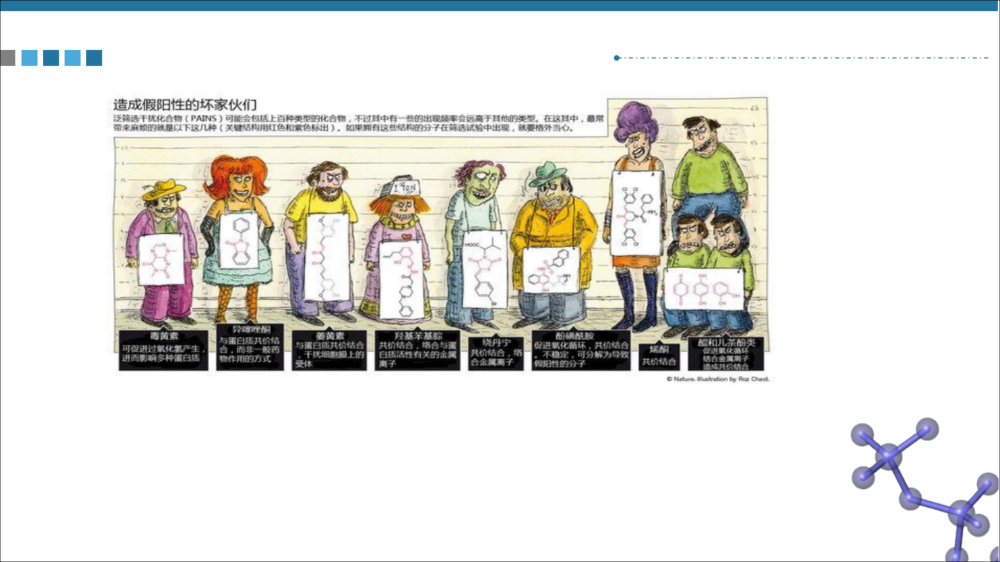 造成假阳性的坏家伙们
泛筛选干扰化合物（PAINS）可能会包括上百种类型的化合物，不过其中有一些的出现频率会远高于其他的类型。在这其中，最常
带来麻烦的就是以下这几种（关键结构用红色和紫色标出）。如果拥有这些结构的分子在筛选试验中出现，就要格外当心。
1 TON
毒黄素
可促进过氧化氢产生，
进而影响多种蛋白质
异噻唑酮
与蛋白质共价结
合，而非一般药
物作用的方式
姜黄素
与蛋白质共价结合
，干扰细胞膜上的
受体
羟基苯基腙
共价结合，络合与蛋
白质活性有关的金属
离子
绕丹宁
共价结合，络
合金属离子
酚磺酰胺
促进氧化循环，共价结合
。不稳定，可分解为导致
假阳性的分子
烯酮
共价结合
醌和儿茶酚类
促进氧化循环
结合金属离子
造成共价结合
HOOC
Br
© Nature. Illustration by Roz Chast.